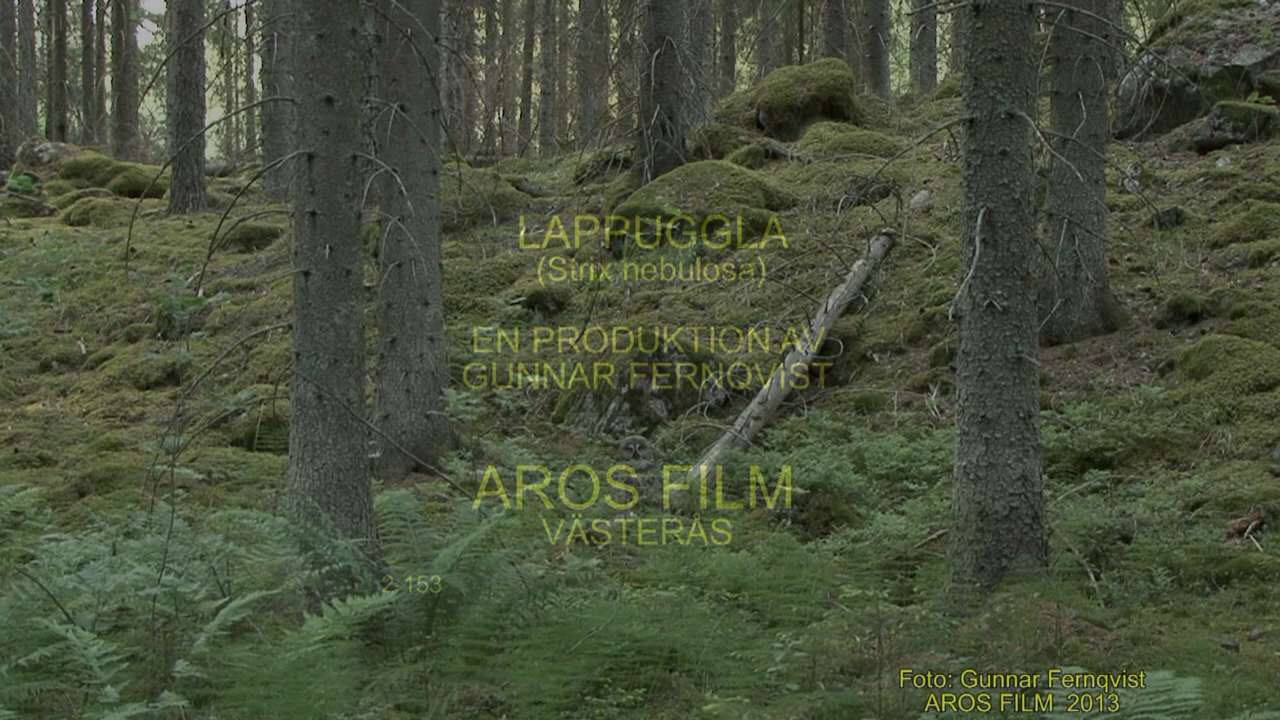 LAPPUGGLA
(Strix nebulosa)
EN PRODUKTION AV
GUNNAR FERNQVIST
AROS FILM
VÄSTERÅS
2 153
Foto: Gunnar Fernqvist
AROS FILM 2013